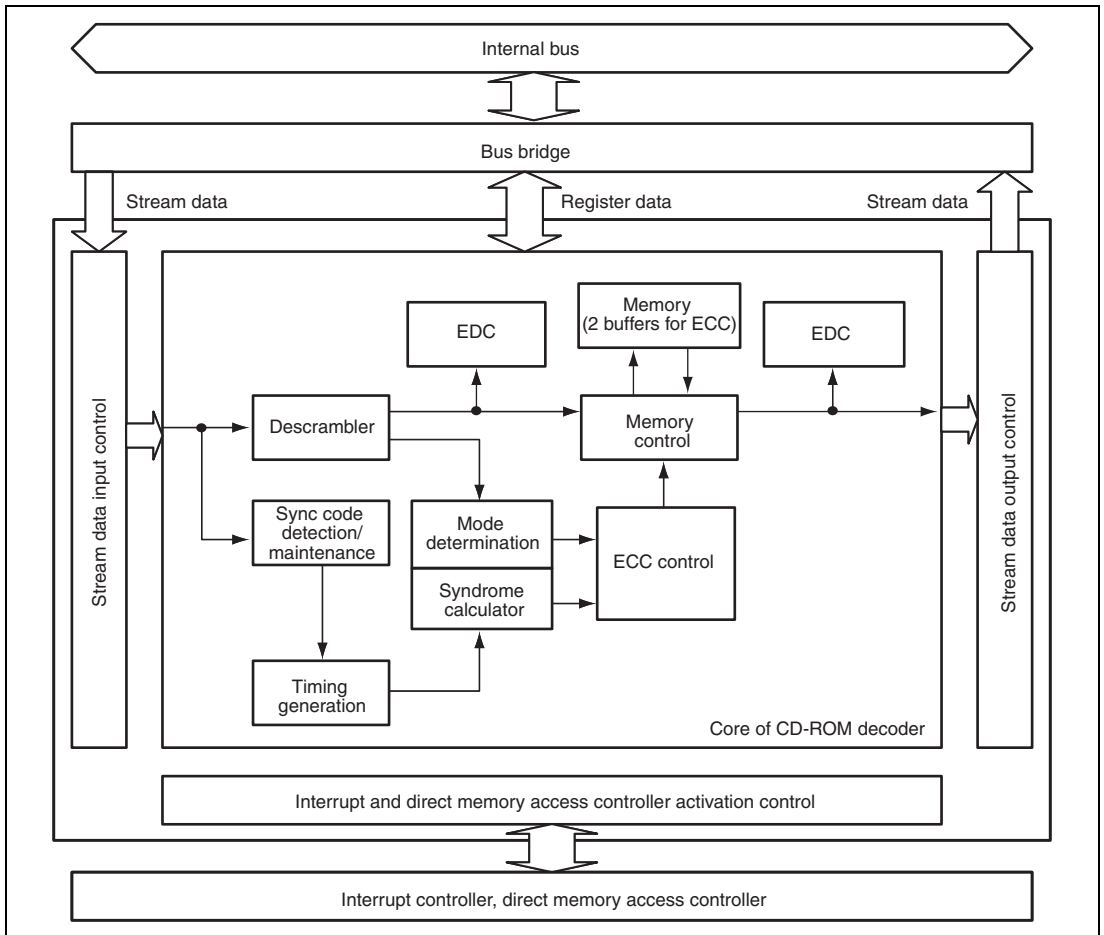 Internal bus
Bus bridge
Stream data
Register data
Stream data
Stream data input control
EDC
Memory
(2 buffers for ECC)
EDC
Descrambler
Memory
control
Sync code
detection/
maintenance
Mode
determination
ECC control
Syndrome
calculator
Timing
generation
Core of CD-ROM decoder
Stream data output control
Interrupt and direct memory access controller activation control
Interrupt controller, direct memory access controller